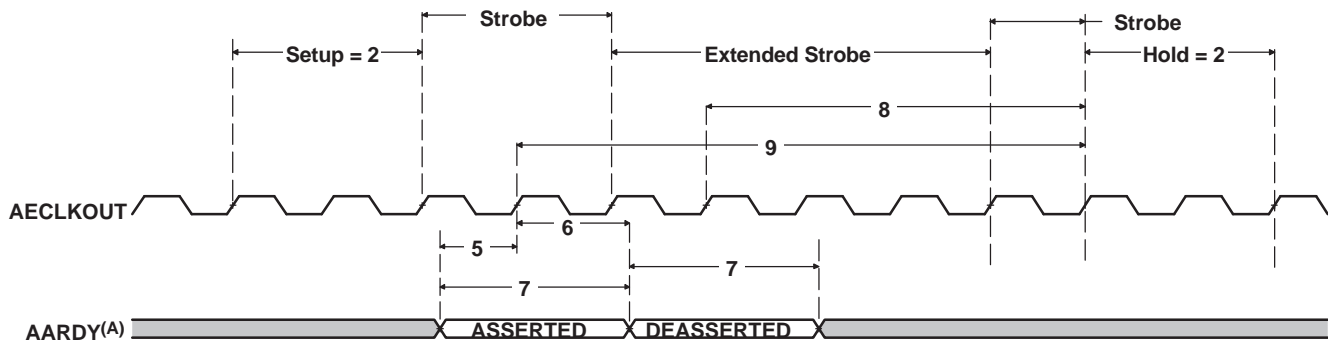 Strobe
Strobe
Setup = 2
Extended Strobe
Hold = 2
8
9
AECLKOUT
6
5
7
7
AARDY(A)
ASSERTED
DEASSERTED